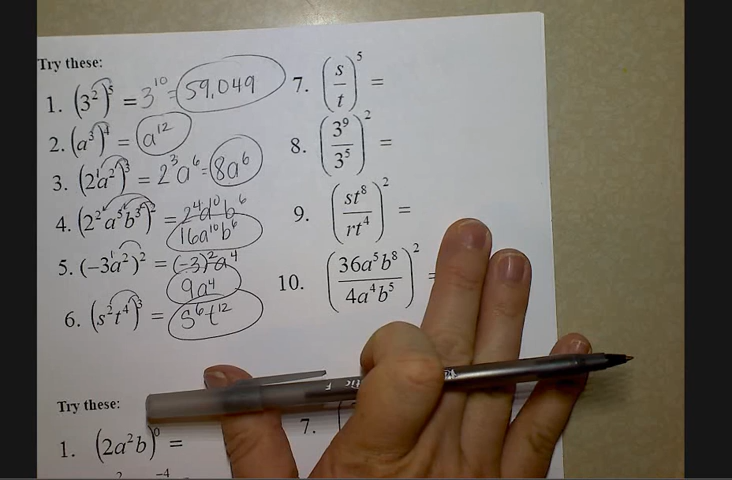 Try these:
1. (3²)⁵ = 3¹⁰ = 59,049
2. (a³)⁴ = a¹²
3. (2¹a²)³ = 2³a⁶ = 8a⁶
4. (2²a⁵b³)² = 2⁴a¹⁰b⁶
16a¹⁰b⁶
5. (−3¹a²)² = (−3)²a⁴
9a⁴
6. (s²t⁴)³ = s⁶t¹²
7. (s/t)⁵ =
8. (3⁹/3⁵)² =
9. (st⁸/rt⁴)² =
10. (36a⁵b⁸/4a⁴b⁵)² =
Try these:
1. (2a²b)⁰ =
7.